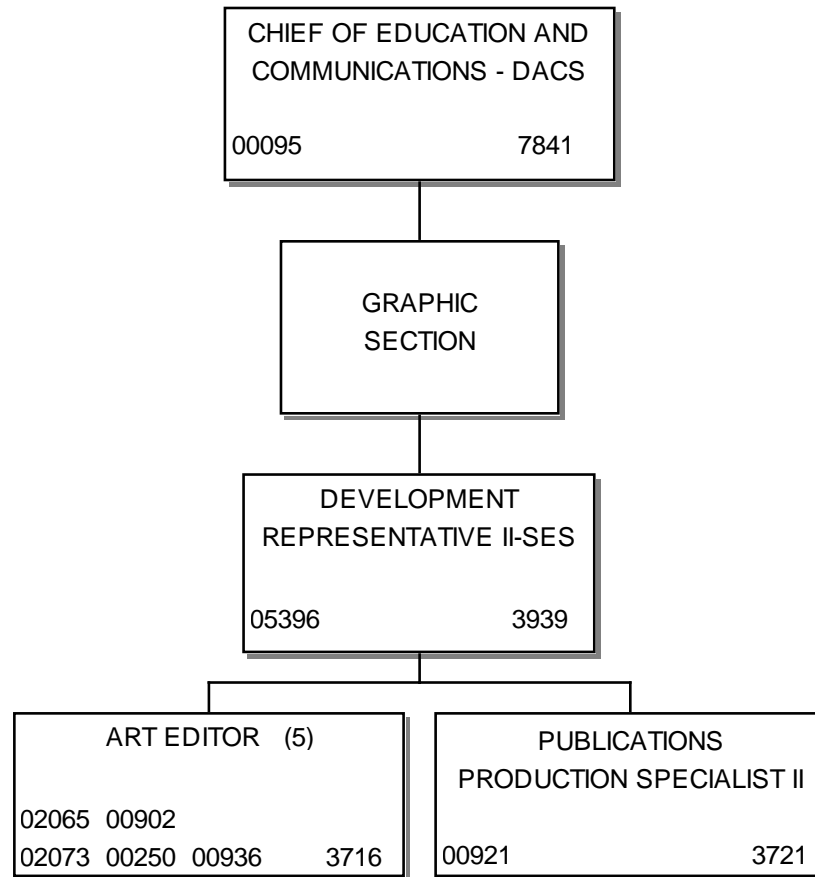 CHIEF OF EDUCATION AND
COMMUNICATIONS - DACS
00095 7841
GRAPHIC
SECTION
DEVELOPMENT
REPRESENTATIVE II-SES
05396 3939
ART EDITOR (5)
02065 00902
02073 00250 00936 3716
PUBLICATIONS
PRODUCTION SPECIALIST II
00921 3721